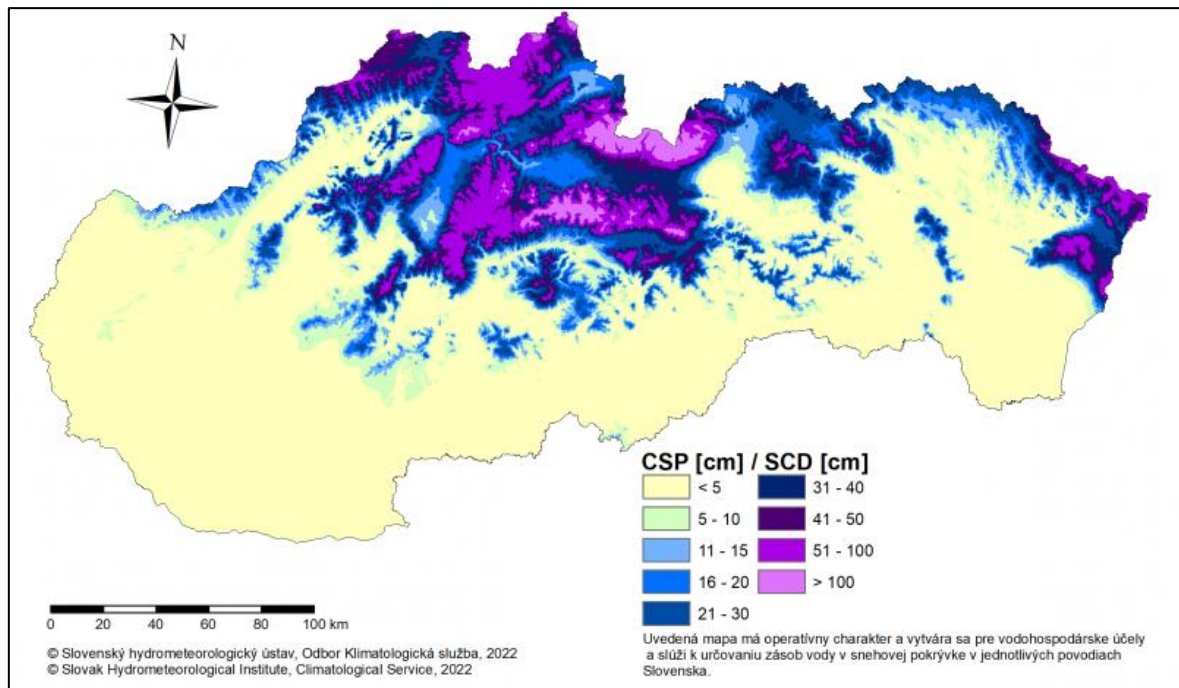 N
CSP [cm] / SCD [cm]
< 5
31 - 40
5 - 10
41 - 50
11 - 15
51 - 100
16 - 20
> 100
21 - 30
0 20 40 60 80 100 km
© Slovenský hydrometeorologický ústav, Odbor Klimatologická služba, 2022
© Slovak Hydrometeorological Institute, Climatological Service, 2022
Uvedená mapa má operatívny charakter a vytvára sa pre vodohospodárske účely
a slúži k určovaniu zásob vody v snehovej pokrývke v jednotlivých povodiach
Slovenska.